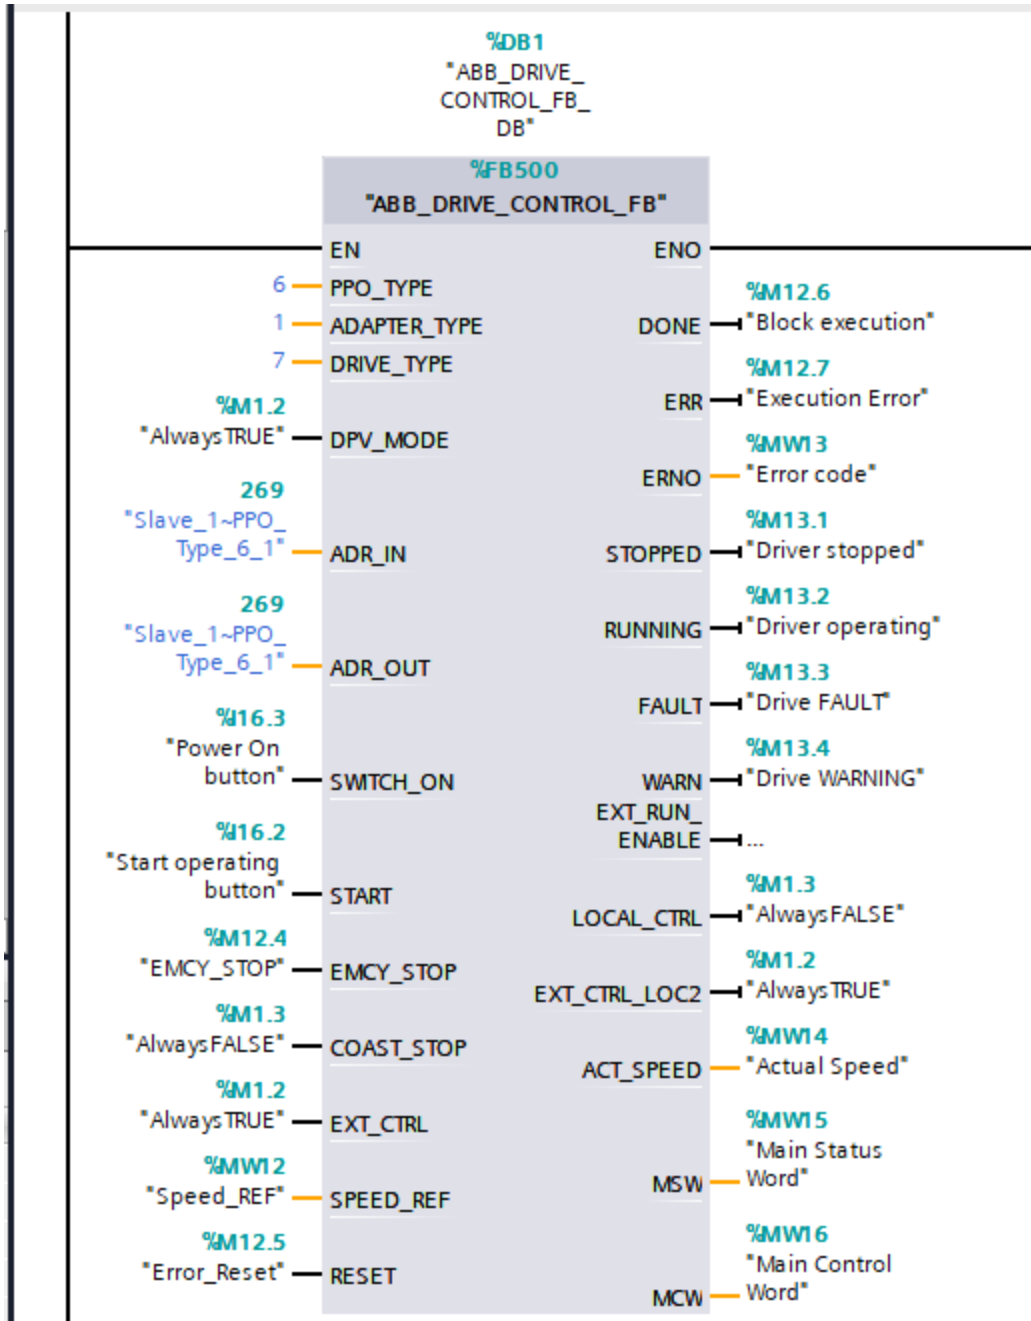 %DB1
"ABB_DRIVE_
CONTROL_FB_
DB"
%FB500
"ABB_DRIVE_CONTROL_FB"
EN ENO
6 PPO_TYPE
1 ADAPTER_TYPE
7 DRIVE_TYPE
%M1.2
"AlwaysTRUE" DPV_MODE
269
"Slave_1~PPO_
Type_6_1" ADR_IN
269
"Slave_1~PPO_
Type_6_1" ADR_OUT
%I16.3
"Power On
button" SWITCH_ON
%I16.2
"Start operating
button" START
%M12.4
"EMCY_STOP" EMCY_STOP
%M1.3
"AlwaysFALSE" COAST_STOP
%M1.2
"AlwaysTRUE" EXT_CTRL
%MW12
"Speed_REF" SPEED_REF
%M12.5
"Error_Reset" RESET
%M12.6
DONE "Block execution"
%M12.7
ERR "Execution Error"
%MW13
ERNO "Error code"
%M13.1
STOPPED "Driver stopped"
%M13.2
RUNNING "Driver operating"
%M13.3
FAULT "Drive FAULT"
%M13.4
WARN "Drive WARNING"
EXT_RUN_
ENABLE ...
%M1.3
LOCAL_CTRL "AlwaysFALSE"
%M1.2
EXT_CTRL_LOC2 "AlwaysTRUE"
%MW14
ACT_SPEED "Actual Speed"
%MW15
"Main Status
MSW Word"
%MW16
"Main Control
MCW Word"